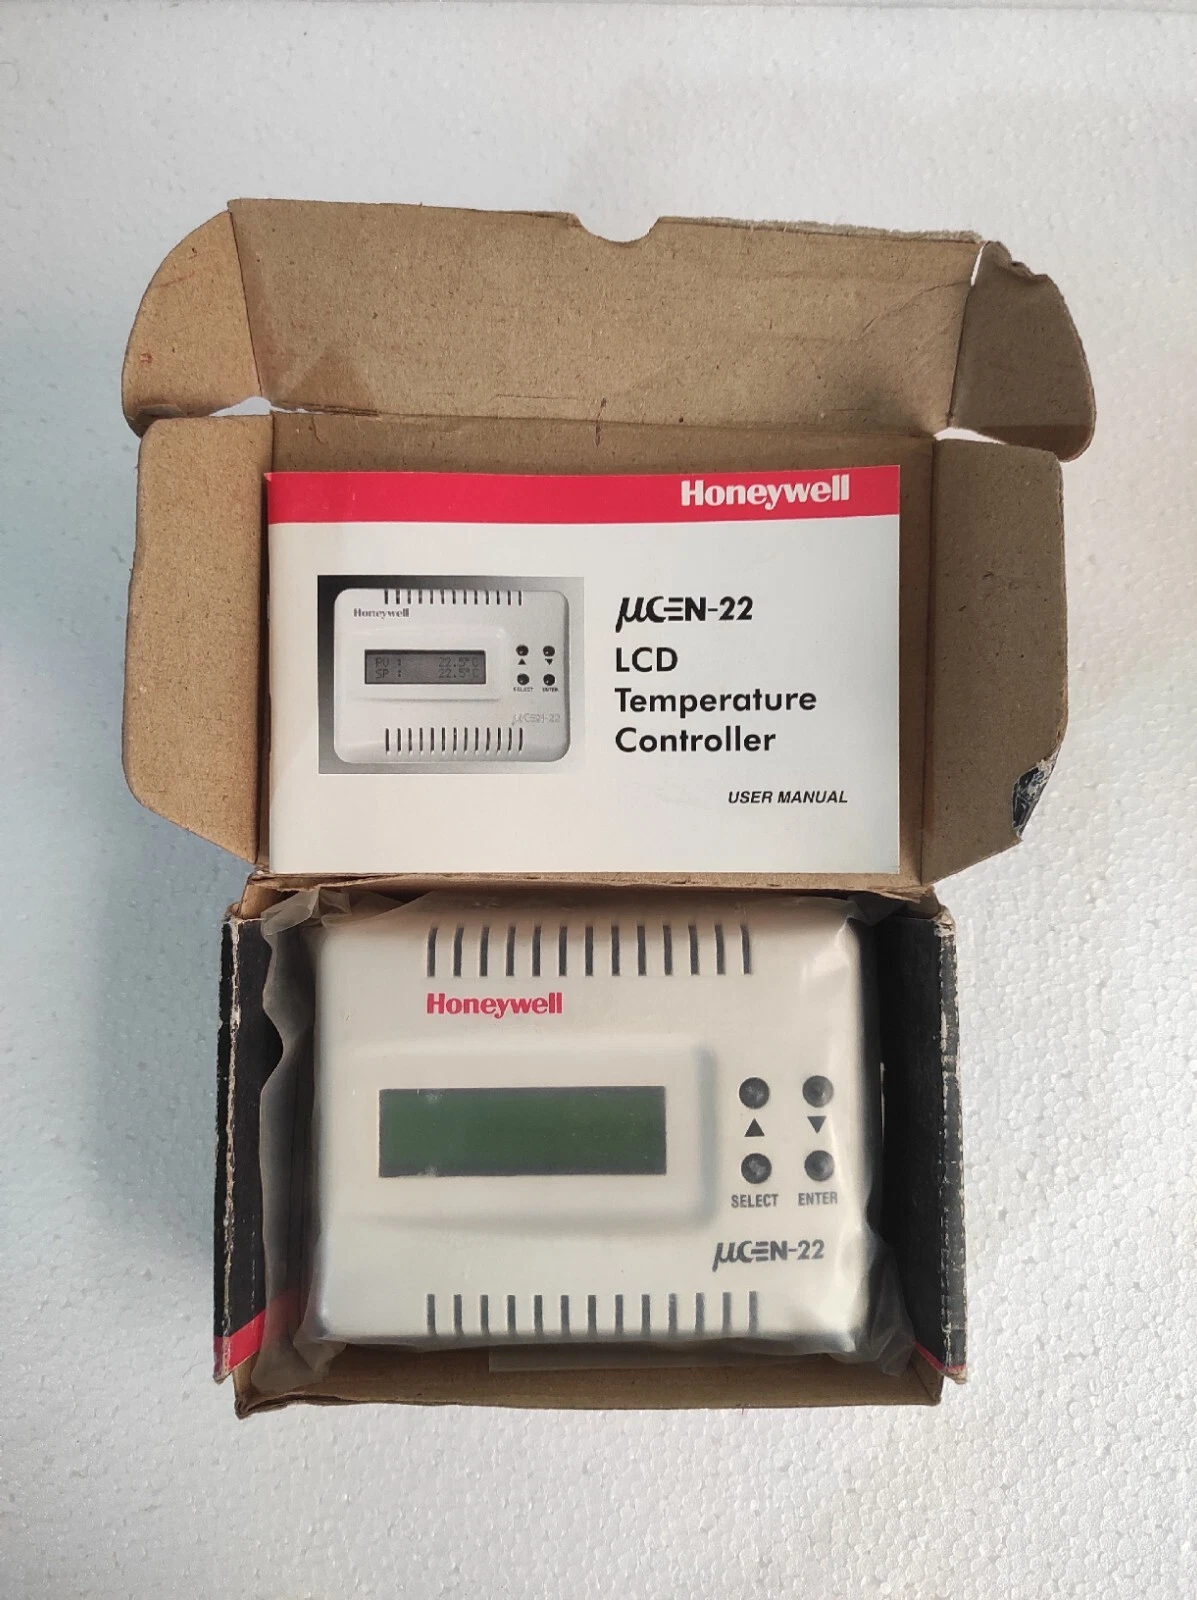 Honeywell
Honeywell
PV : 22.5°C
SP : 22.5°C
▲ ▼
SELECT ENTER
µCEN-22
µCEN-22
LCD
Temperature
Controller
USER MANUAL
Honeywell
▲ ▼
SELECT ENTER
µCEN-22